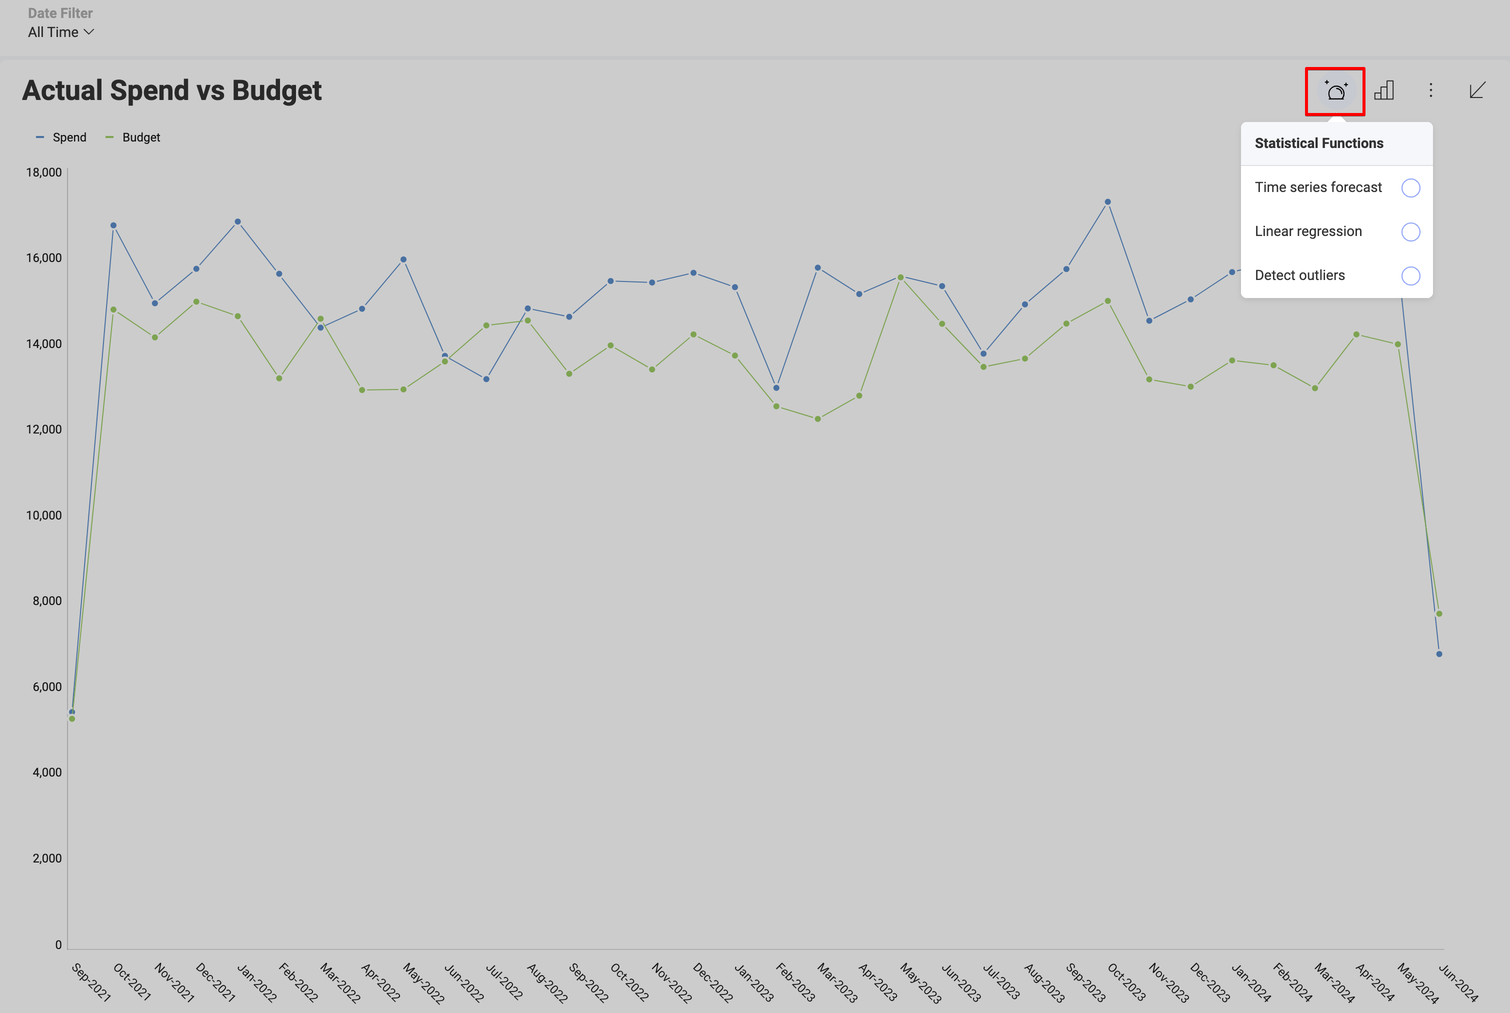 Date Filter
All Time
Actual Spend vs Budget
Spend Budget
Statistical Functions
Time series forecast
Linear regression
Detect outliers
18,000
16,000
14,000
12,000
10,000
8,000
6,000
4,000
2,000
0
Sep-2021
Oct-2021
Nov-2021
Dec-2021
Jan-2022
Feb-2022
Mar-2022
Apr-2022
May-2022
Jun-2022
Jul-2022
Aug-2022
Sep-2022
Oct-2022
Nov-2022
Dec-2022
Jan-2023
Feb-2023
Mar-2023
Apr-2023
May-2023
Jun-2023
Jul-2023
Aug-2023
Sep-2023
Oct-2023
Nov-2023
Dec-2023
Jan-2024
Feb-2024
Mar-2024
Apr-2024
May-2024
Jun-2024